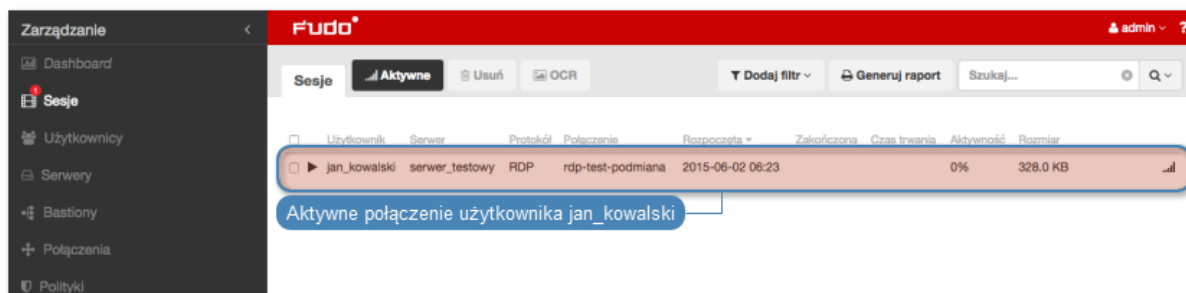 Zarządzanie
Fudo
admin
?
Dashboard
1
Sesje
Użytkownicy
Serwery
Bastiony
Połączenia
Polityki
Sesje
Aktywne
Usuń
OCR
Dodaj filtr
Generuj raport
Szukaj...
Użytkownik Serwer Protokół Połączenie Rozpoczęta Zakończona Czas trwania Aktywność Rozmiar
jan_kowalski serwer_testowy RDP rdp-test-podmiana 2015-06-02 06:23 0% 328.0 KB
Aktywne połączenie użytkownika jan_kowalski